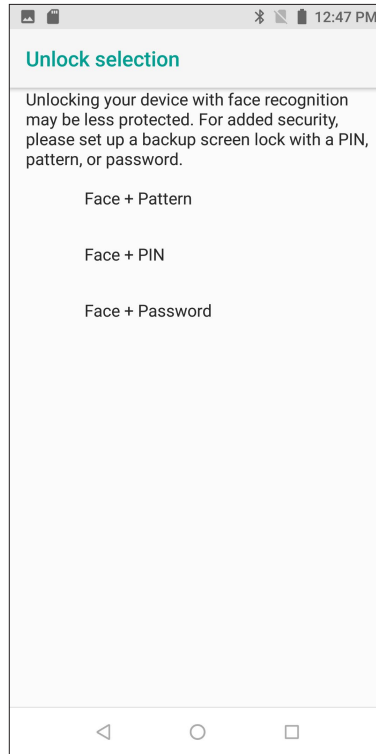 12:47 PM
Unlock selection
Unlocking your device with face recognition
may be less protected. For added security,
please set up a backup screen lock with a PIN,
pattern, or password.
Face + Pattern
Face + PIN
Face + Password